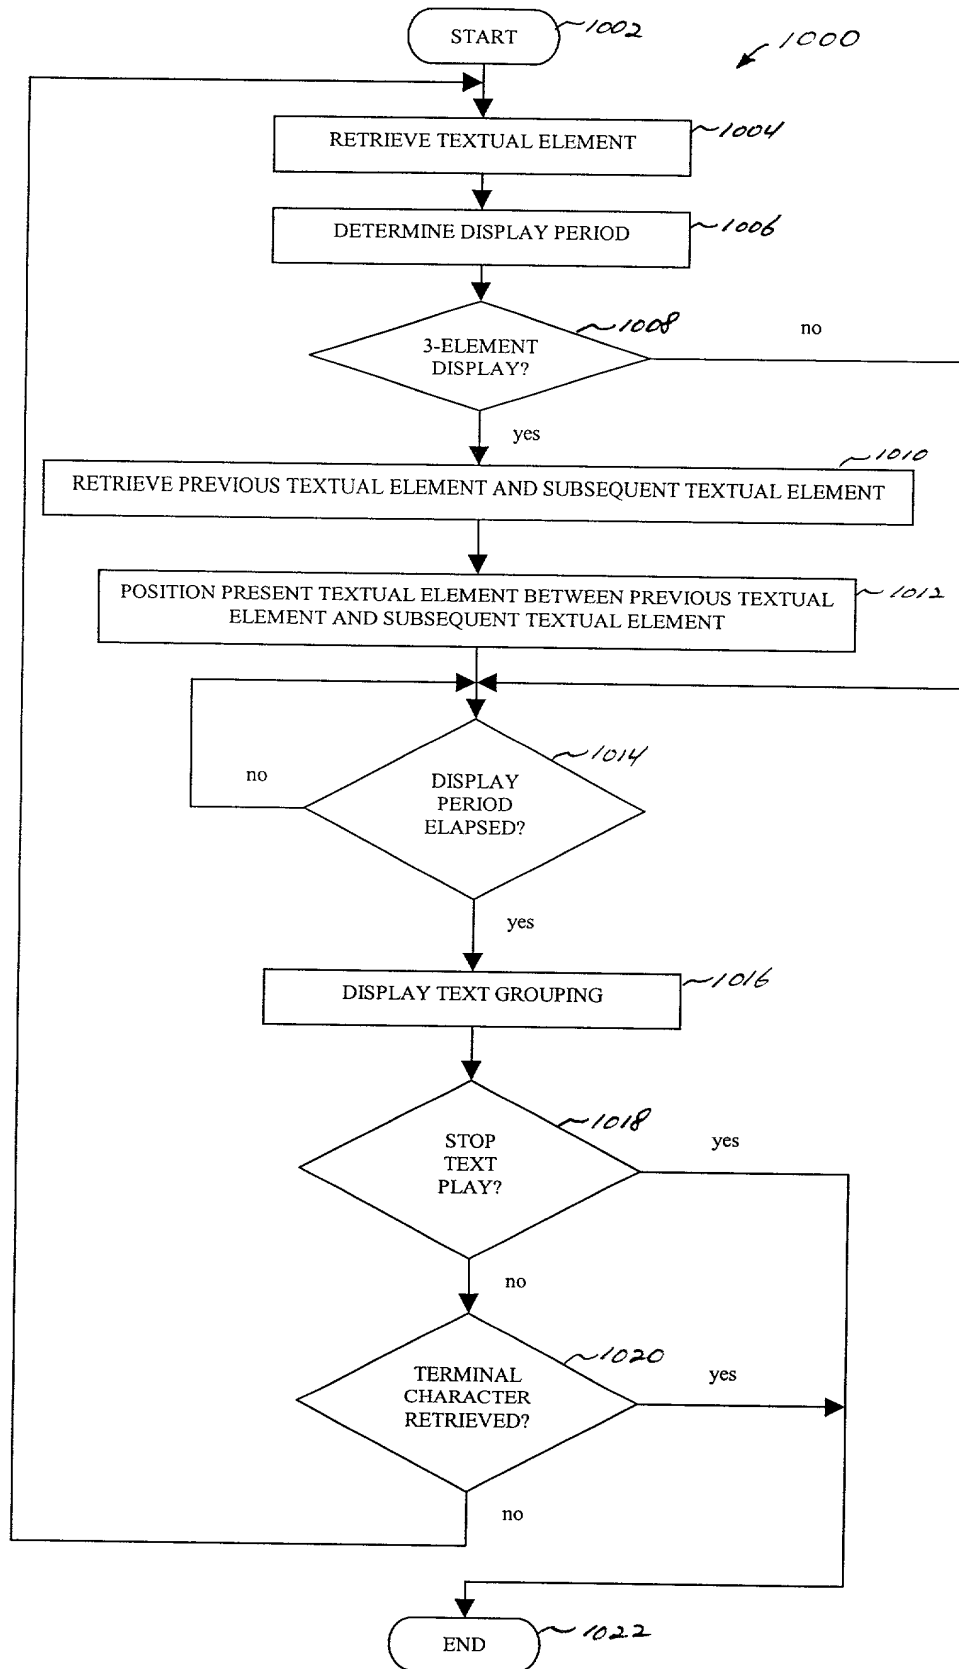 START
1002
1000
RETRIEVE TEXTUAL ELEMENT
1004
DETERMINE DISPLAY PERIOD
1006
3-ELEMENT
DISPLAY?
1008
no
yes
1010
RETRIEVE PREVIOUS TEXTUAL ELEMENT AND SUBSEQUENT TEXTUAL ELEMENT
POSITION PRESENT TEXTUAL ELEMENT BETWEEN PREVIOUS TEXTUAL
ELEMENT AND SUBSEQUENT TEXTUAL ELEMENT
1012
1014
no
DISPLAY
PERIOD
ELAPSED?
yes
DISPLAY TEXT GROUPING
1016
1018
STOP
TEXT
PLAY?
yes
no
1020
TERMINAL
CHARACTER
RETRIEVED?
yes
no
END
1022